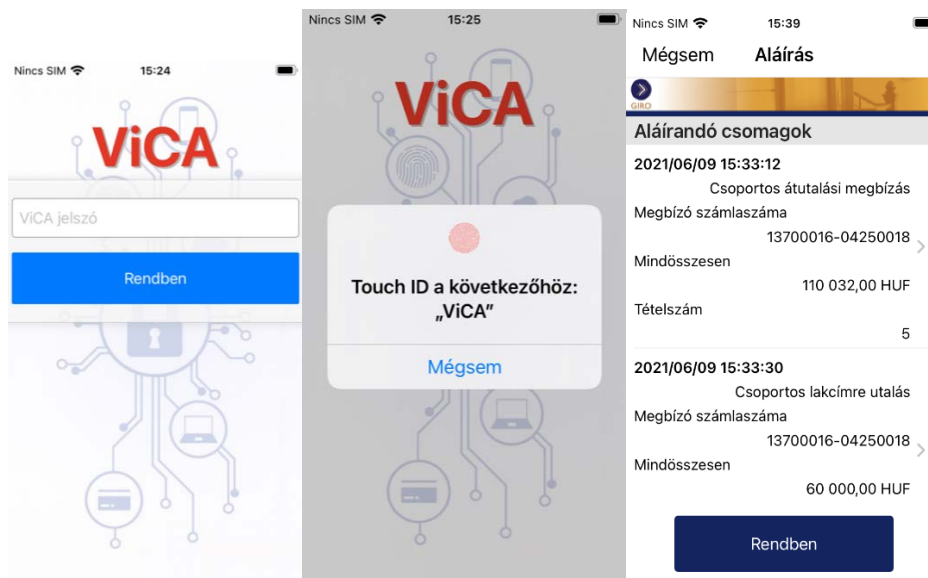 Nincs SIM 15:24
ViCA
ViCA jelszó
Rendben
Nincs SIM 15:25
ViCA
Touch ID a következőhöz:
„ViCA”
Mégsem
Nincs SIM 15:39
Mégsem Aláírás
GIRO
Aláírandó csomagok
2021/06/09 15:33:12
Csoportos átutalási megbízás
Megbízó számlaszáma
13700016-04250018
Mindösszesen
110 032,00 HUF
Tételszám
5
2021/06/09 15:33:30
Csoportos lakcímre utalás
Megbízó számlaszáma
13700016-04250018
Mindösszesen
60 000,00 HUF
Rendben